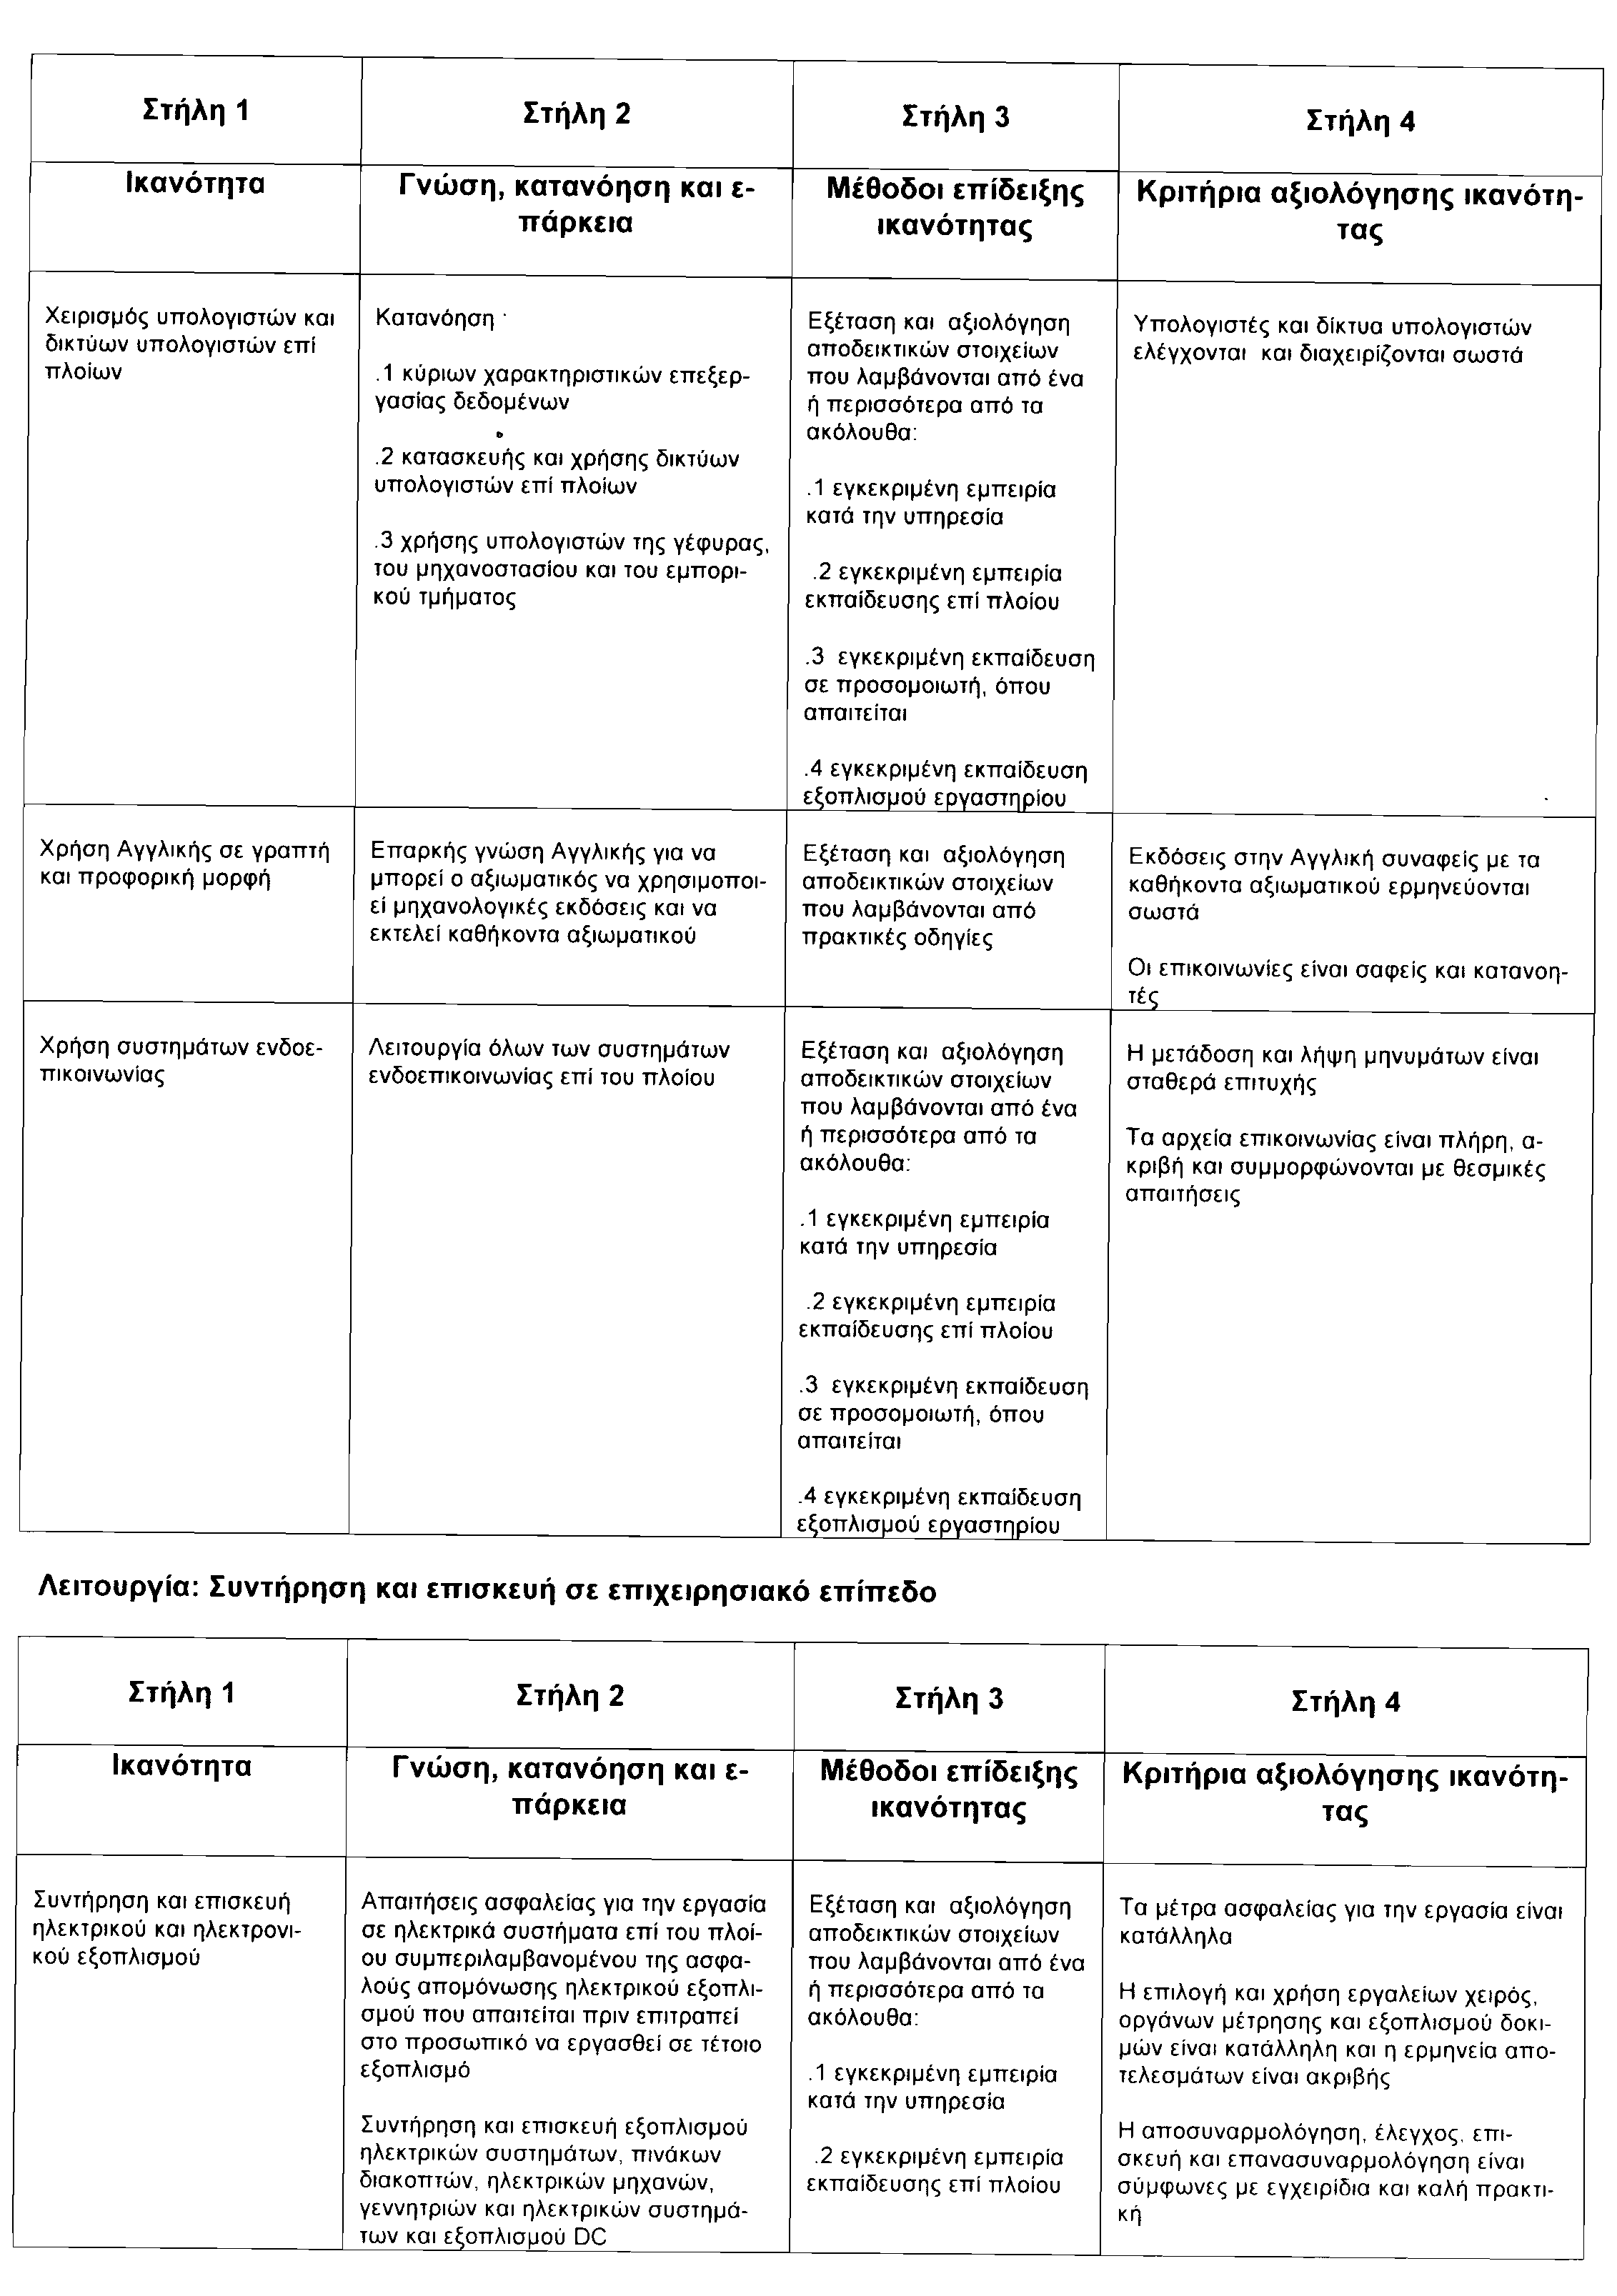 Στήλη 1
Στήλη 2
Στήλη 3
Στήλη 4
Ικανότητα
Γνώση, κατανόηση και ε-
πάρκεια
Μέθοδοι επίδειξης
ικανότητας
Κριτήρια αξιολόγησης ικανότη-
τας
Χειρισμός υπολογιστών και
δικτύων υπολογιστών επί
πλοίων
Κατανόηση
.1 κύριων χαρακτηριστικών επεξερ-
γασίας δεδομένων
.2 κατασκευής και χρήσης δικτύων
υπολογιστών επί πλοίων
.3 χρήσης υπολογιστών της γέφυρας,
του μηχανοστασίου και του εμπορι-
κού τμήματος
Εξέταση και αξιολόγηση
αποδεικτικών στοιχείων
που λαμβάνονται από ένα
ή περισσότερα από τα
ακόλουθα:
.1 εγκεκριμένη εμπειρία
κατά την υπηρεσία
.2 εγκεκριμένη εμπειρία
εκπαίδευσης επί πλοίου
.3 εγκεκριμένη εκπαίδευση
σε προσομοιωτή, όπου
απαιτείται
.4 εγκεκριμένη εκπαίδευση
εξοπλισμού εργαστηρίου
Υπολογιστές και δίκτυα υπολογιστών
ελέγχονται και διαχειρίζονται σωστά
Χρήση Αγγλικής σε γραπτή
και προφορική μορφή
Επαρκής γνώση Αγγλικής για να
μπορεί ο αξιωματικός να χρησιμοποι-
εί μηχανολογικές εκδόσεις και να
εκτελεί καθήκοντα αξιωματικού
Εξέταση και αξιολόγηση
αποδεικτικών στοιχείων
που λαμβάνονται από
πρακτικές οδηγίες
Εκδόσεις στην Αγγλική συναφείς με τα
καθήκοντα αξιωματικού ερμηνεύονται
σωστά
Οι επικοινωνίες είναι σαφείς και κατανοη-
τές
Χρήση συστημάτων ενδοε-
πικοινωνίας
Λειτουργία όλων των συστημάτων
ενδοεπικοινωνίας επί του πλοίου
Εξέταση και αξιολόγηση
αποδεικτικών στοιχείων
που λαμβάνονται από ένα
ή περισσότερα από τα
ακόλουθα:
.1 εγκεκριμένη εμπειρία
κατά την υπηρεσία
.2 εγκεκριμένη εμπειρία
εκπαίδευσης επί πλοίου
.3 εγκεκριμένη εκπαίδευση
σε προσομοιωτή, όπου
απαιτείται
.4 εγκεκριμένη εκπαίδευση
εξοπλισμού εργαστηρίου
Η μετάδοση και λήψη μηνυμάτων είναι
σταθερά επιτυχής
Τα αρχεία επικοινωνίας είναι πλήρη, α-
κριβή και συμμορφώνονται με θεσμικές
απαιτήσεις
Λειτουργία: Συντήρηση και επισκευή σε επιχειρησιακό επίπεδο
Στήλη 1
Στήλη 2
Στήλη 3
Στήλη 4
Ικανότητα
Γνώση, κατανόηση και ε-
πάρκεια
Μέθοδοι επίδειξης
ικανότητας
Κριτήρια αξιολόγησης ικανότη-
τας
Συντήρηση και επισκευή
ηλεκτρικού και ηλεκτρονι-
κού εξοπλισμού
Απαιτήσεις ασφαλείας για την εργασία
σε ηλεκτρικά συστήματα επί του πλοί-
ου συμπεριλαμβανομένου της ασφα-
λούς απομόνωσης ηλεκτρικού εξοπλι-
σμού που απαιτείται πριν επιτραπεί
στο προσωπικό να εργασθεί σε τέτοιο
εξοπλισμό
Συντήρηση και επισκευή εξοπλισμού
ηλεκτρικών συστημάτων, πινάκων
διακοπτών, ηλεκτρικών μηχανών,
γεννητριών και ηλεκτρικών συστημά-
των και εξοπλισμού DC
Εξέταση και αξιολόγηση
αποδεικτικών στοιχείων
που λαμβάνονται από ένα
ή περισσότερα από τα
ακόλουθα:
.1 εγκεκριμένη εμπειρία
κατά την υπηρεσία
.2 εγκεκριμένη εμπειρία
εκπαίδευσης επί πλοίου
Τα μέτρα ασφαλείας για την εργασία είναι
κατάλληλα
Η επιλογή και χρήση εργαλείων χειρός,
οργάνων μέτρησης και εξοπλισμού δοκι-
μών είναι κατάλληλη και η ερμηνεία απο-
τελεσμάτων είναι ακριβής
Η αποσυναρμολόγηση, έλεγχος, επι-
σκευή και επανασυναρμολόγηση είναι
σύμφωνες με εγχειρίδια και καλή πρακτι-
κή